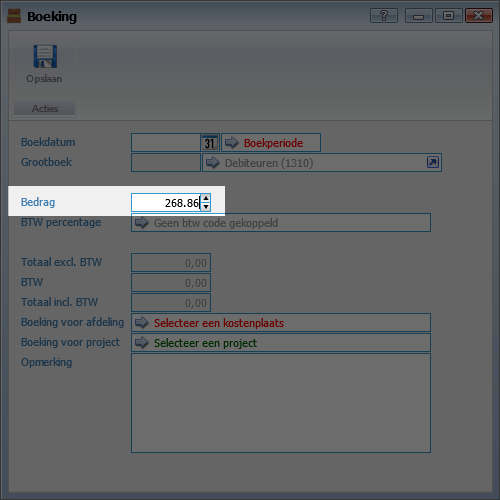 Boeking
?
Opslaan
Acties
Boekdatum 31 Boekperiode
Grootboek Debiteuren (1310)
Bedrag 268.86
BTW percentage Geen btw code gekoppeld
Totaal excl. BTW 0,00
BTW 0,00
Totaal incl. BTW 0,00
Boeking voor afdeling Selecteer een kostenplaats
Boeking voor project Selecteer een project
Opmerking